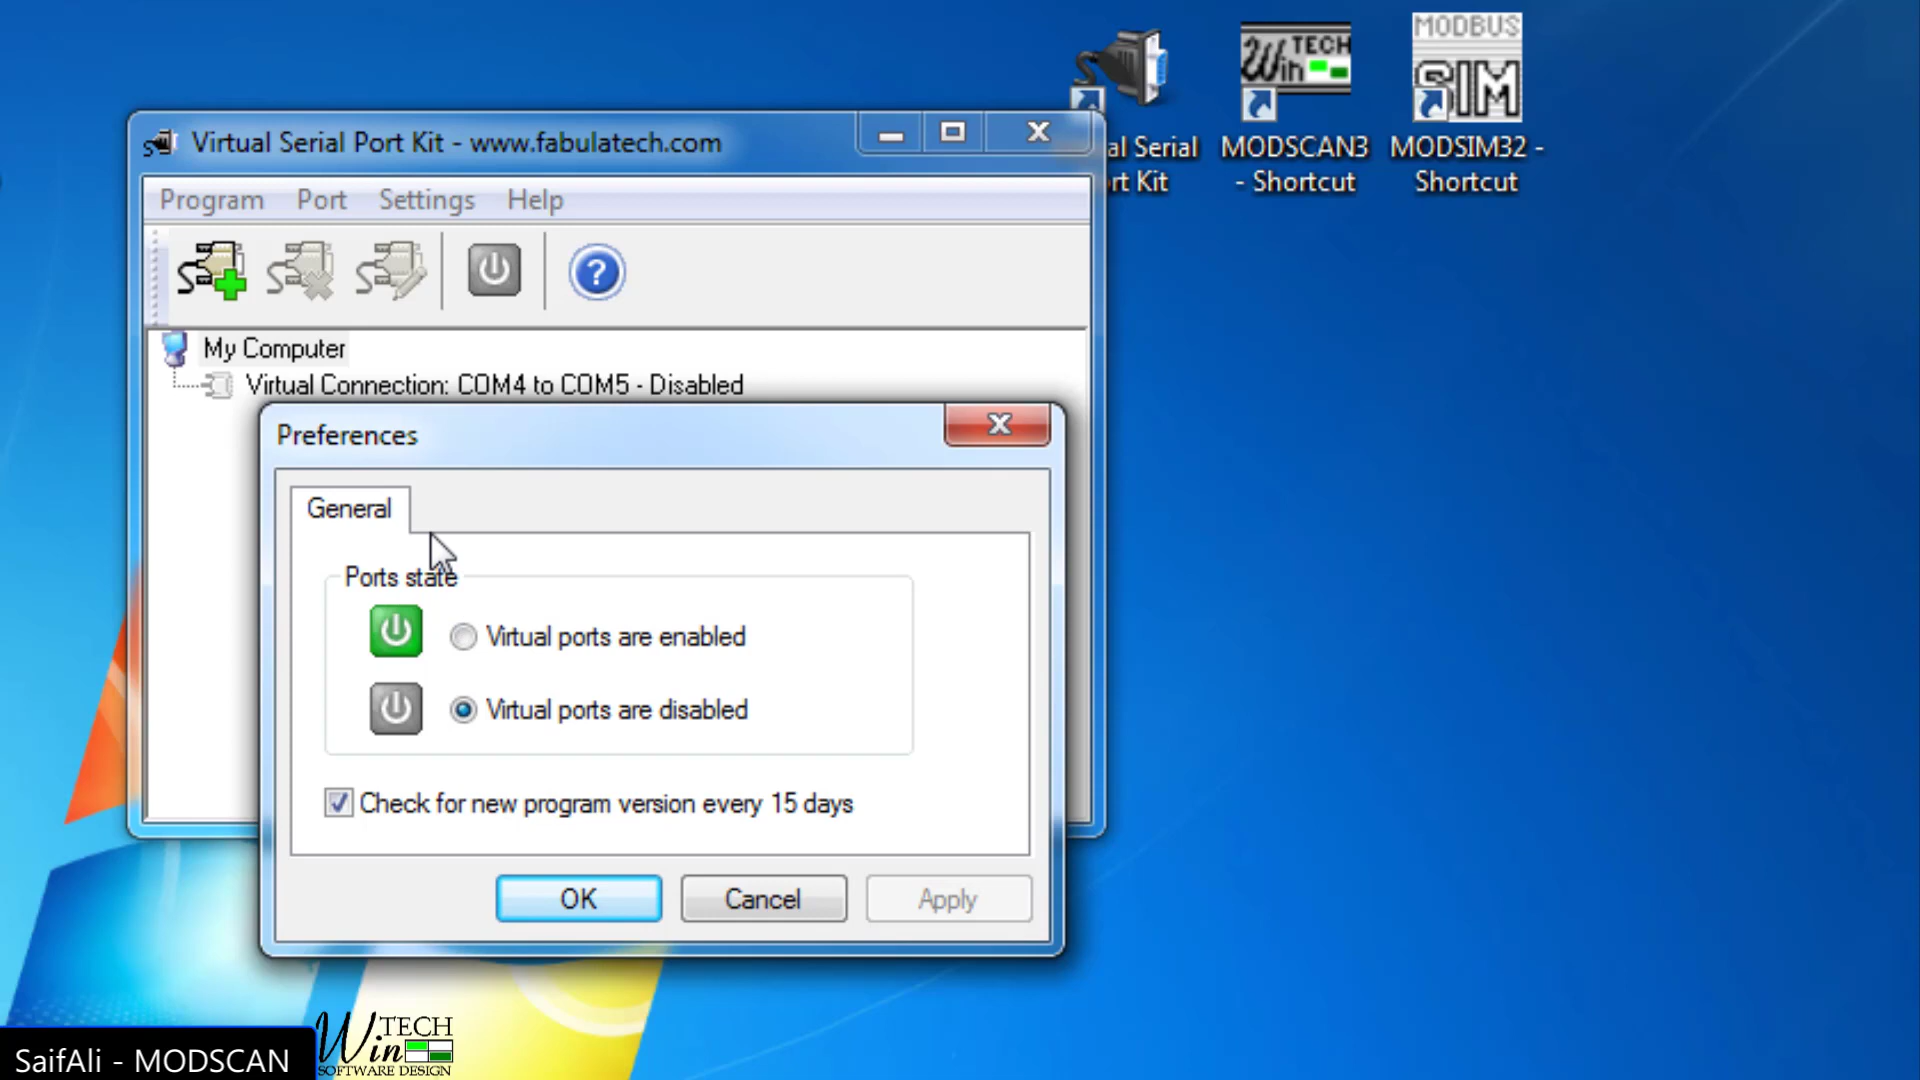 MODBUS
SIM
Win TECH
Virtual Serial Port Kit - www.fabulatech.com
al Serial
rt Kit
MODSCAN3
- Shortcut
MODSIM32 -
Shortcut
Program Port Settings Help
My Computer
Virtual Connection: COM4 to COM5 - Disabled
Preferences
General
Ports state
Virtual ports are enabled
Virtual ports are disabled
Check for new program version every 15 days
OK Cancel Apply
SaifAli - MODSCAN
Win TECH
SOFTWARE DESIGN